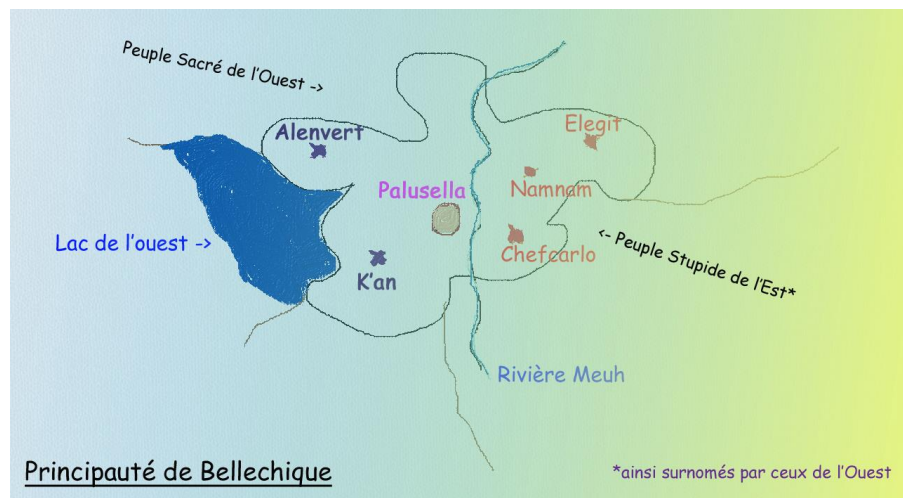 Peuple Sacré de l'Ouest ->
Elegit
Alenvert
Palusella
Namnam
Lac de l'ouest ->
Chefcarlo
<- Peuple Stupide de l'Est*
K'an
Rivière Meuh
Principauté de Bellechique
*ainsi surnomés par ceux de l'Ouest